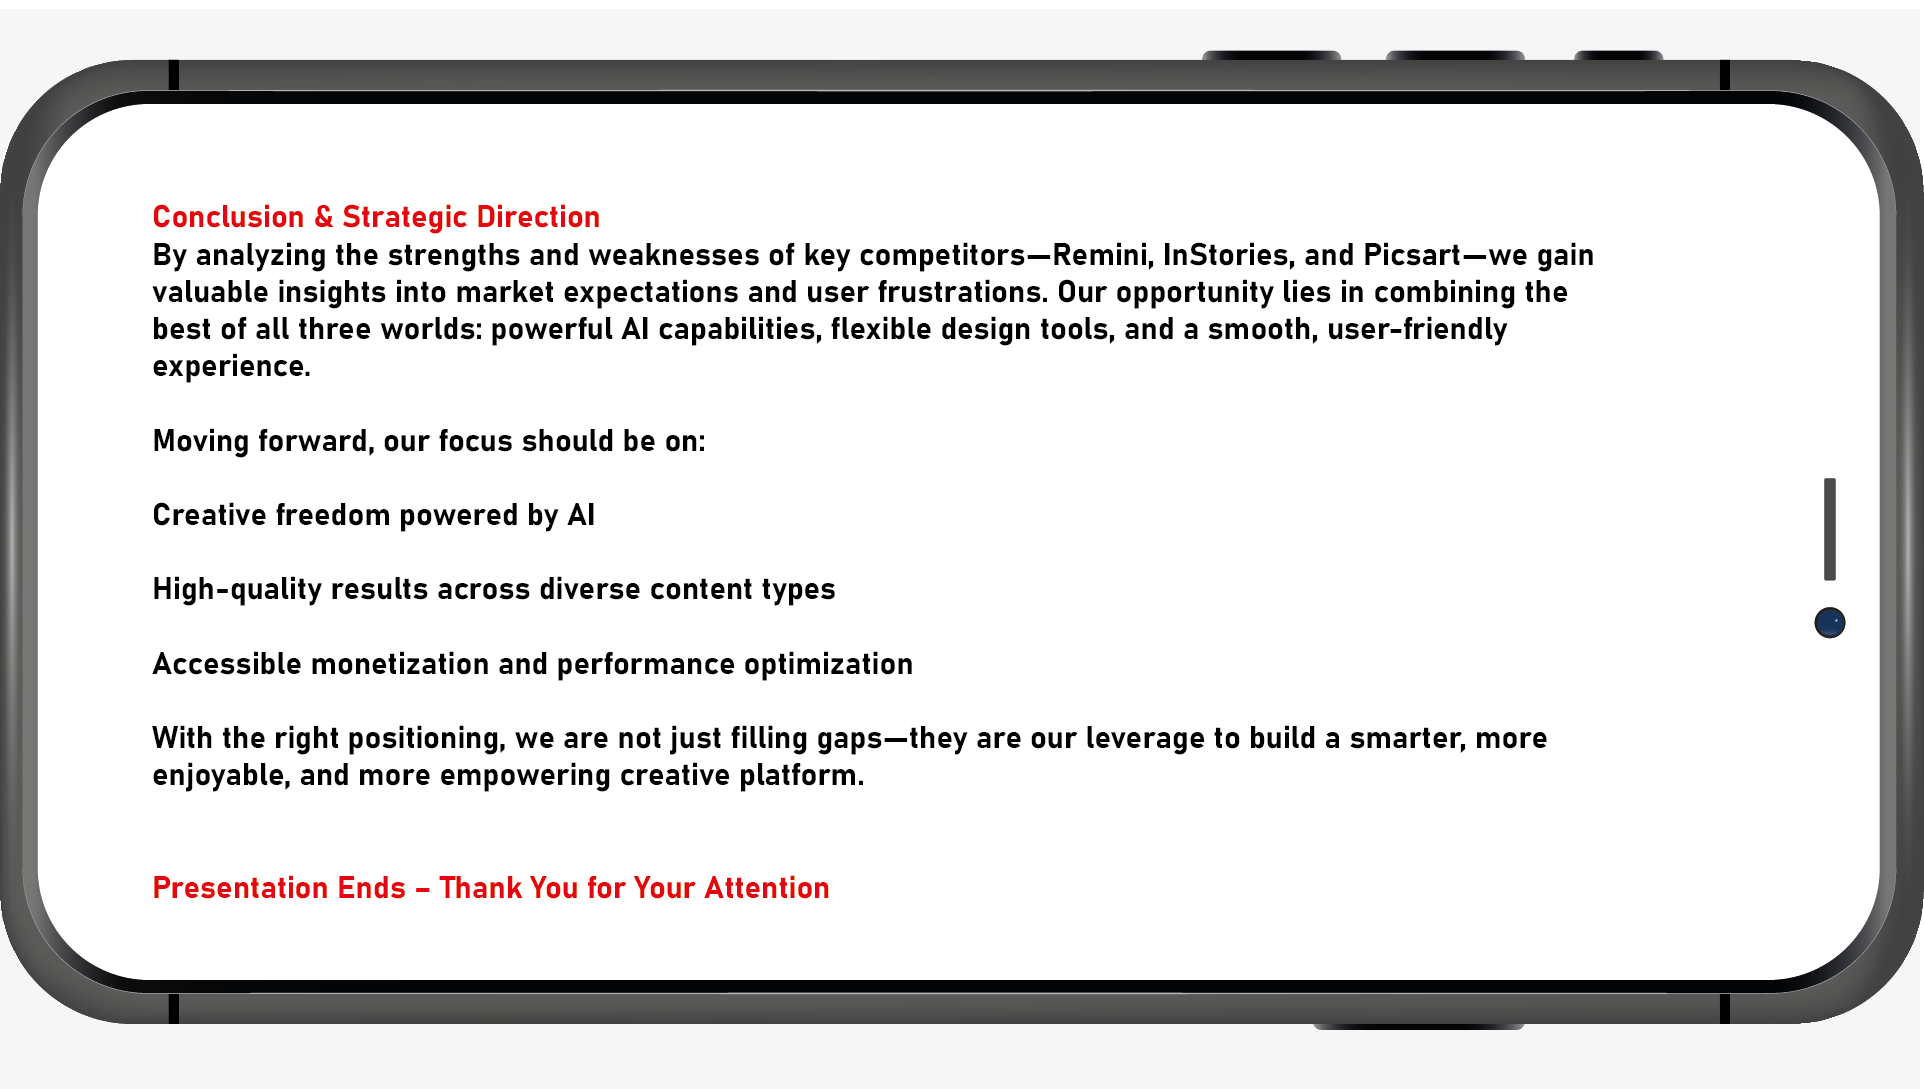 Conclusion & Strategic Direction
By analyzing the strengths and weaknesses of key competitors—Remini, InStories, and Picsart—we gain
valuable insights into market expectations and user frustrations. Our opportunity lies in combining the
best of all three worlds: powerful AI capabilities, flexible design tools, and a smooth, user-friendly
experience.
Moving forward, our focus should be on:
Creative freedom powered by AI
High-quality results across diverse content types
Accessible monetization and performance optimization
With the right positioning, we are not just filling gaps—they are our leverage to build a smarter, more
enjoyable, and more empowering creative platform.
Presentation Ends – Thank You for Your Attention